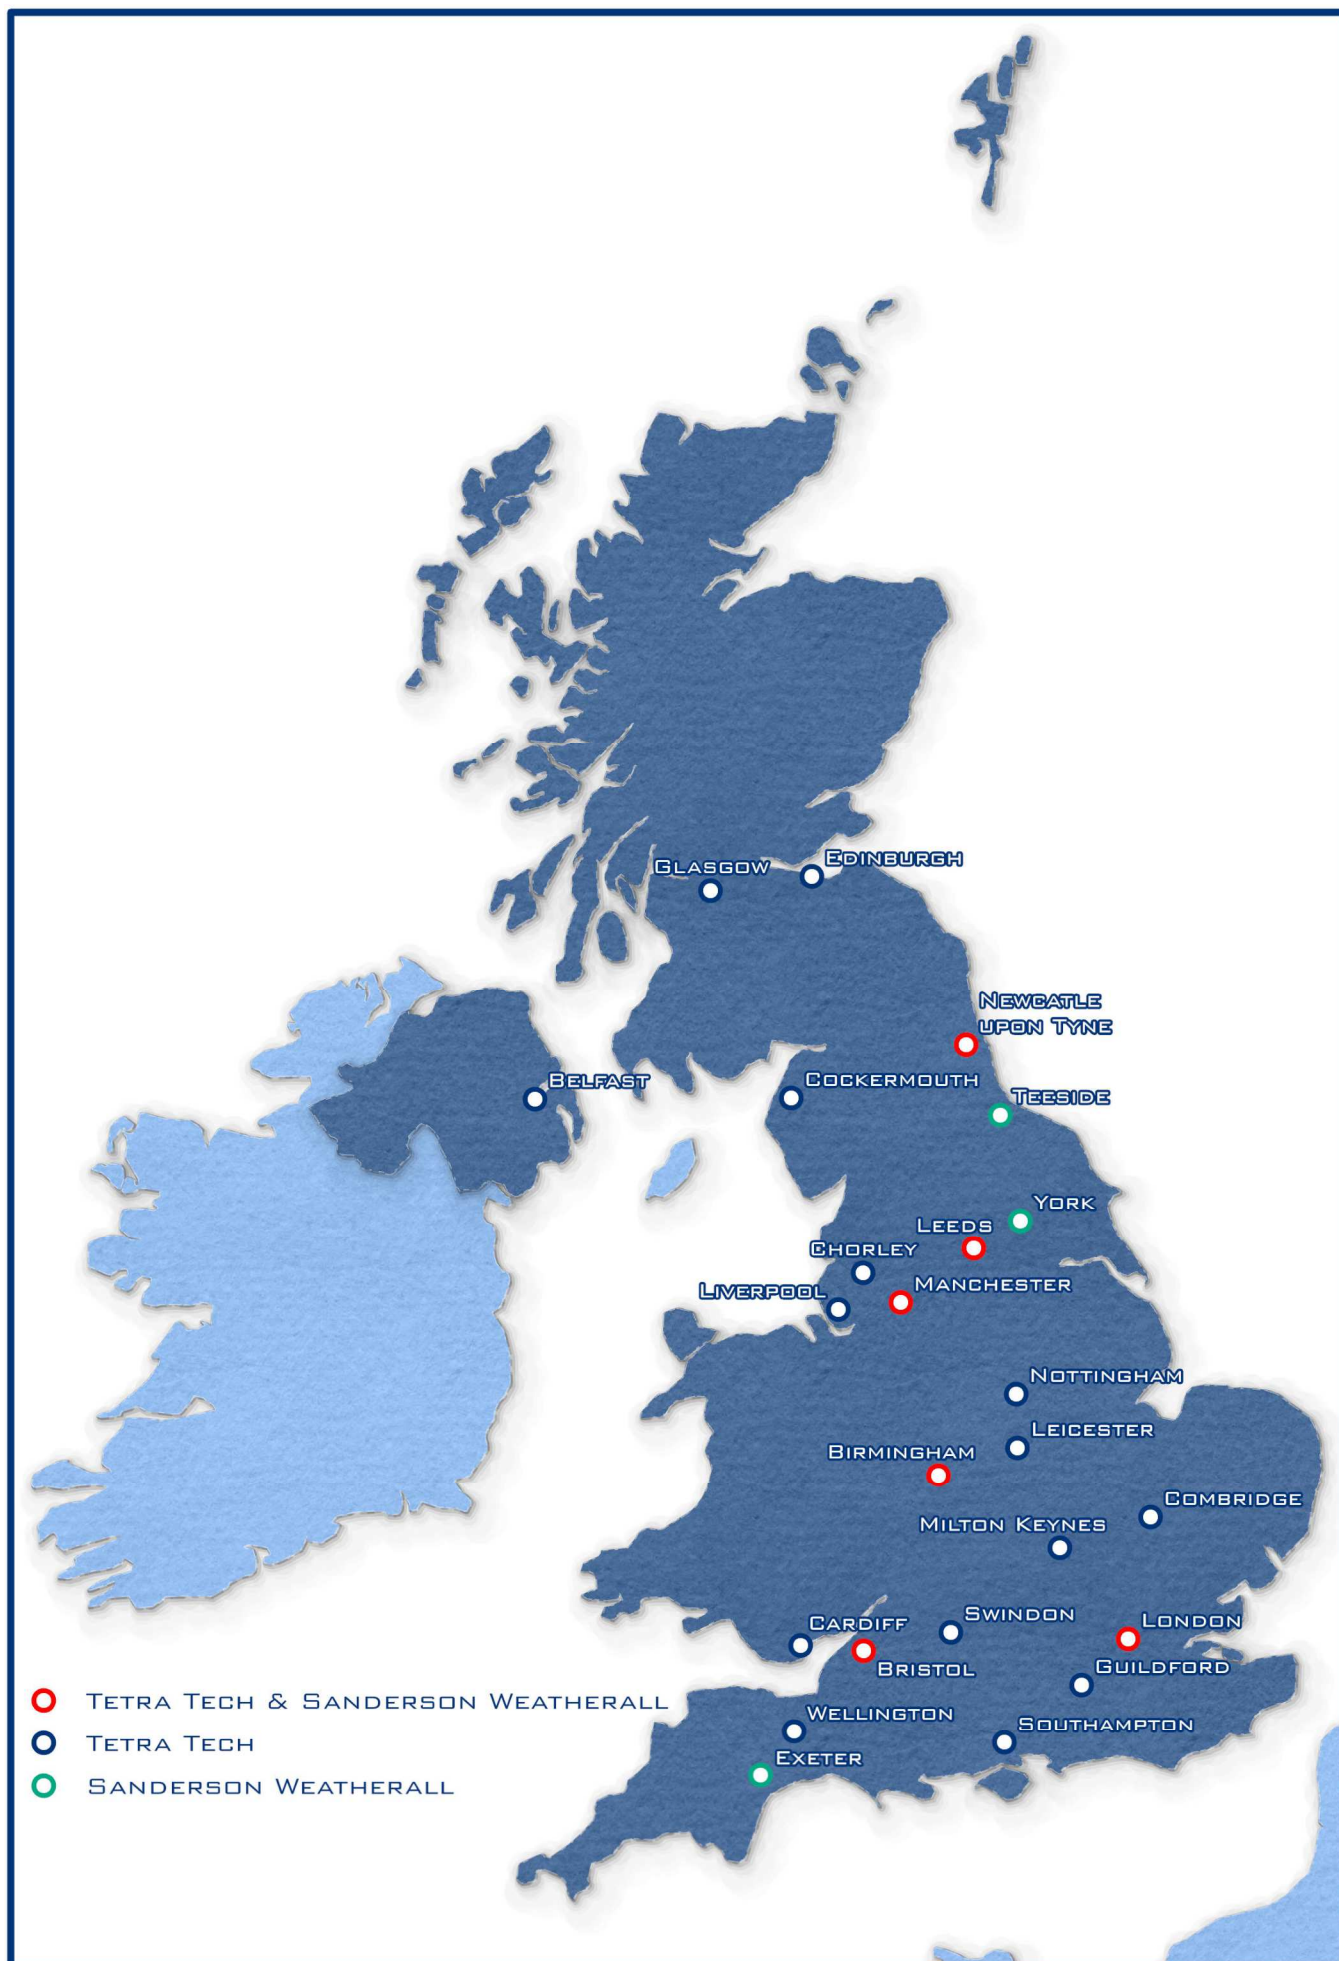 Glasgow
Edinburgh
Newcatle
upon Tyne
Belfast
Cockermouth
Teeside
York
Leeds
Chorley
Manchester
Liverpool
Nottingham
Leicester
Birmingham
Combridge
Milton Keynes
Swindon
London
Cardiff
Bristol
Guildford
Tetra Tech & Sanderson Weatherall
Wellington
Southampton
Tetra Tech
Exeter
Sanderson Weatherall